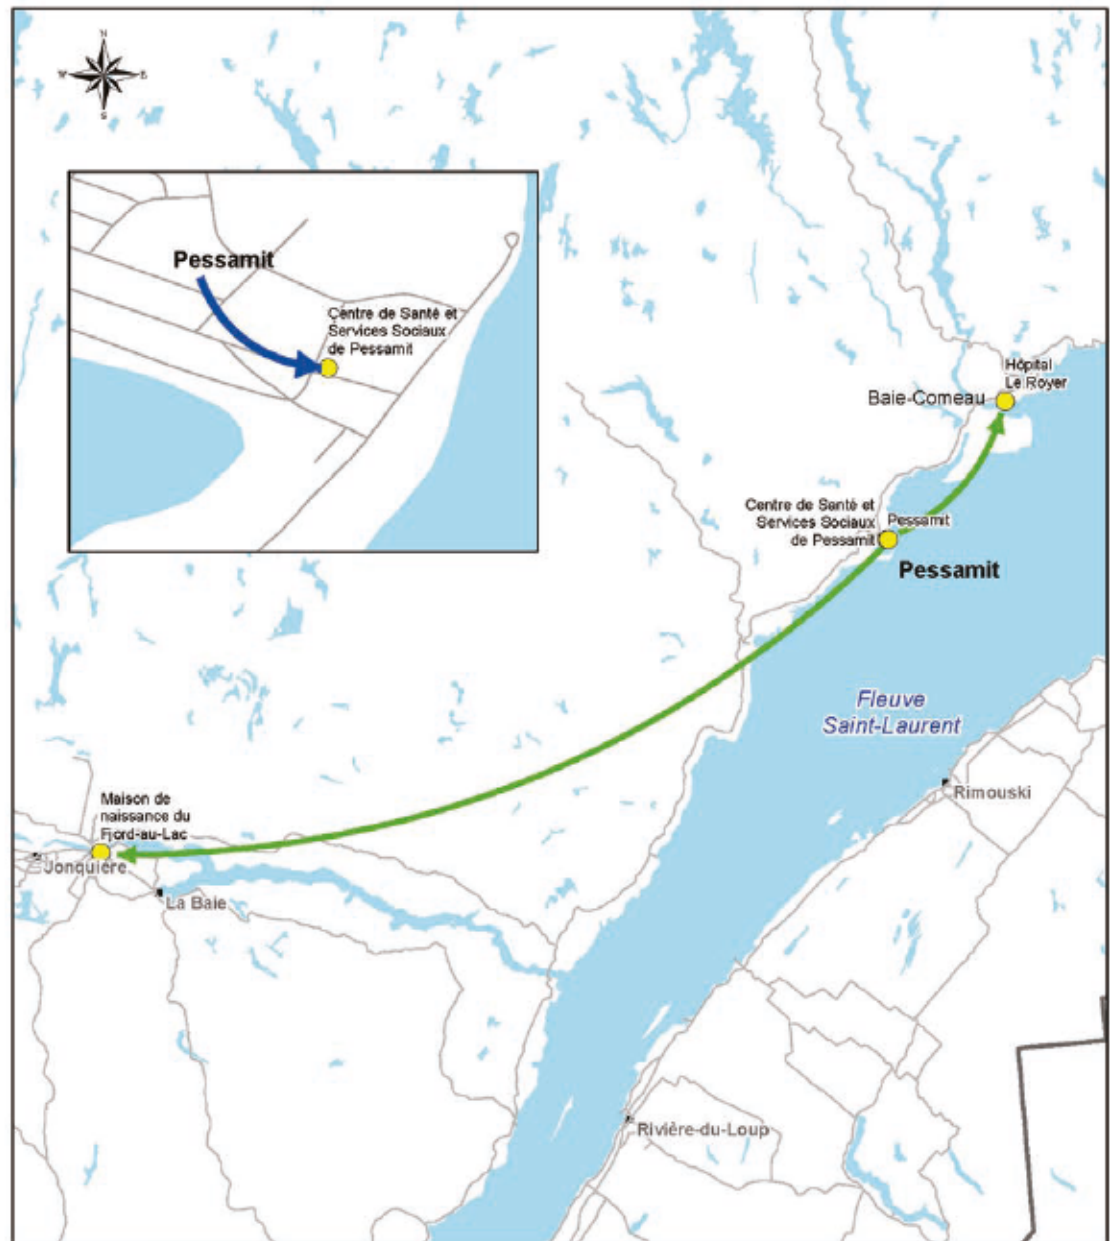 N
W E
S
Pessamit
Centre de Santé et
Services Sociaux
de Pessamit
Hôpital
Le Royer
Baie-Comeau
Centre de Santé et
Services Sociaux
de Pessamit
Pessamit
Pessamit
Fleuve
Saint-Laurent
Rimouski
Maison de
naissance du
Fjord-au-Lac
Jonquière
La Baie
Rivière-du-Loup